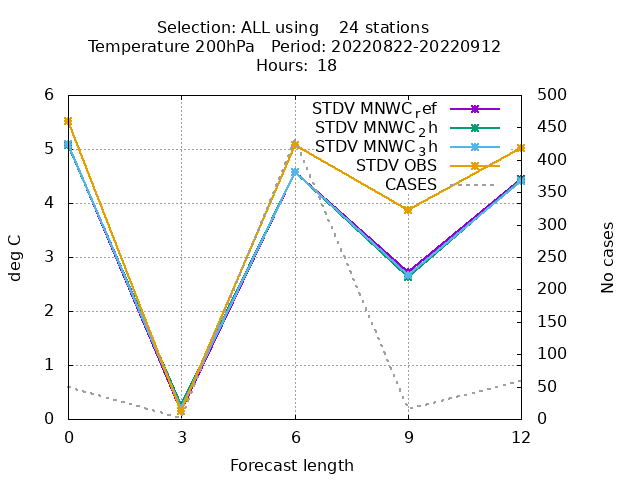 Selection: ALL using    24 stations
Temperature 200hPa   Period: 20220822-20220912
Hours: 18
STDV MNWC_ref
STDV MNWC_2h
STDV MNWC_3h
STDV OBS
CASES
6
5
4
3
2
1
0
deg C
500
450
400
350
300
250
200
150
100
50
0
No cases
0 3 6 9 12
Forecast length